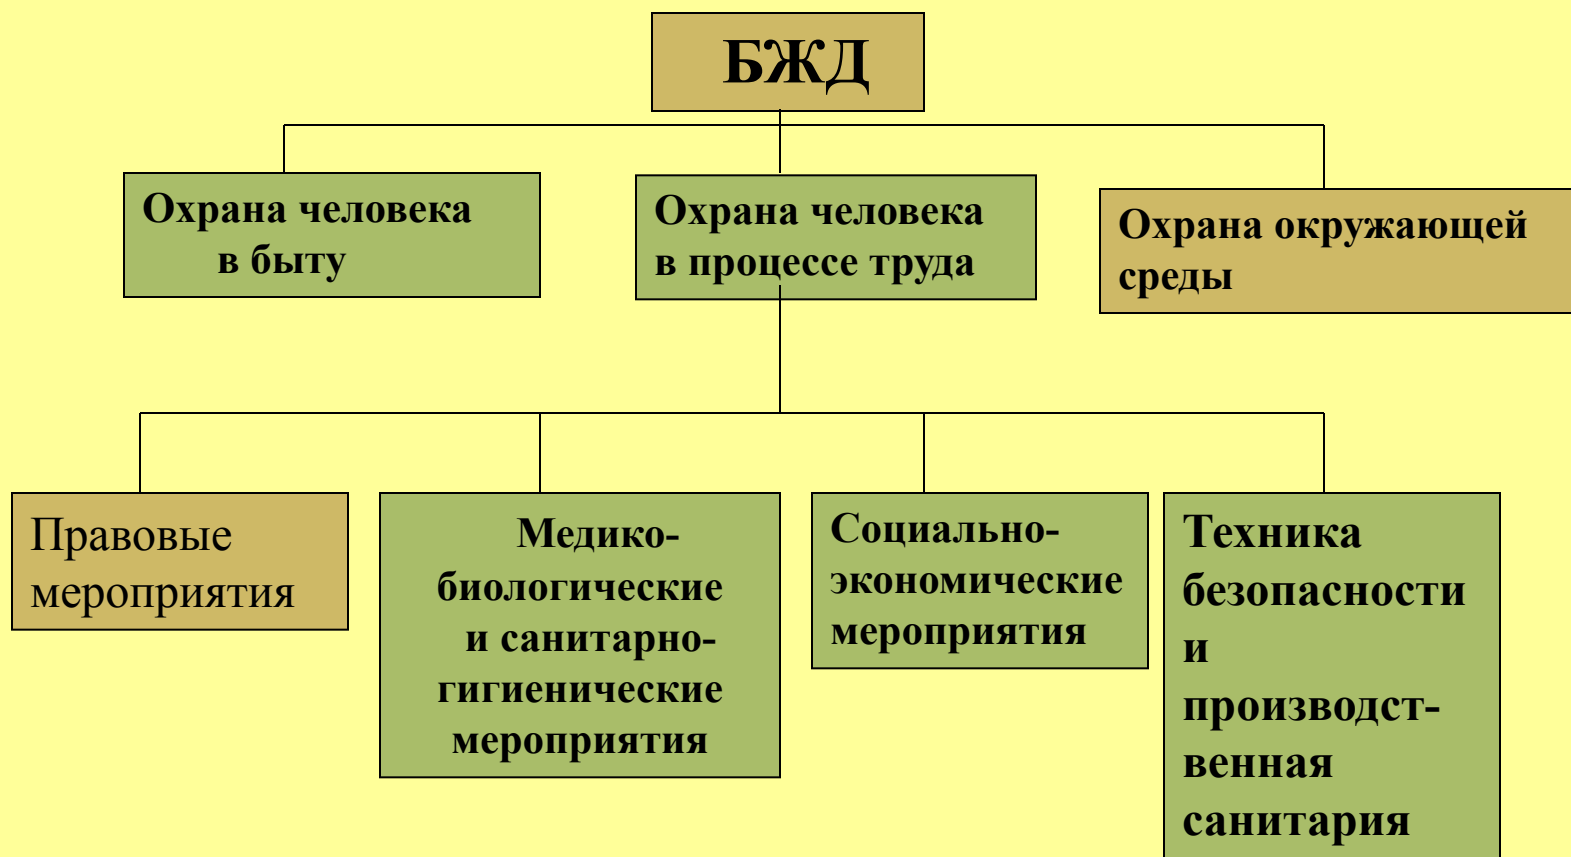 БЖД
Охрана человека
в быту
Охрана человека
в процессе труда
Охрана окружающей
среды
Правовые
мероприятия
Медико-
биологические
и санитарно-
гигиенические
мероприятия
Социально-
экономические
мероприятия
Техника
безопасности
и
производст-
венная
санитария